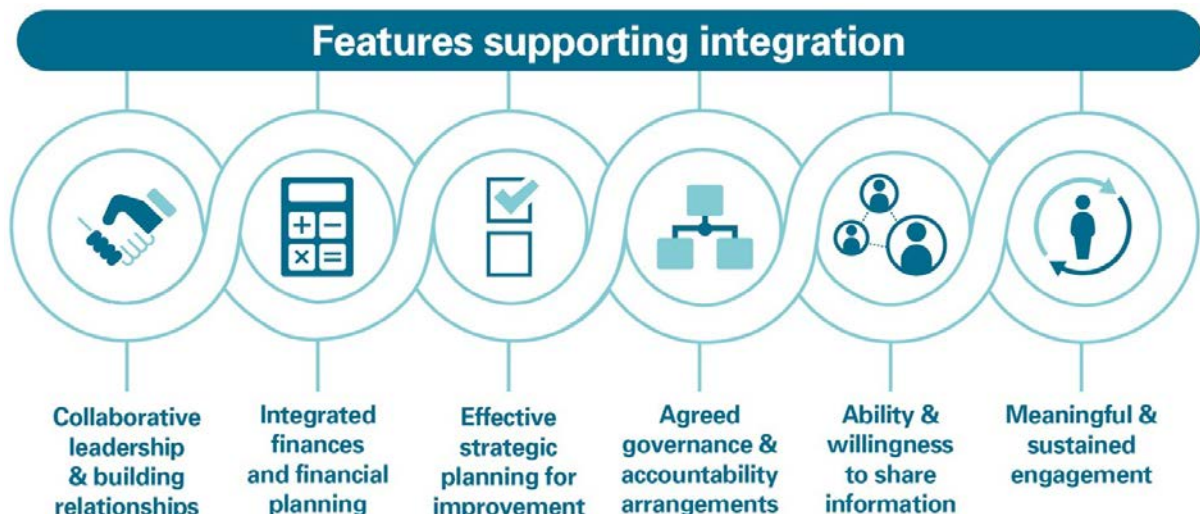 Features supporting integration
Collaborative
leadership
& building
relationships
Integrated
finances
and financial
planning
Effective
strategic
planning for
improvement
Agreed
governance &
accountability
arrangements
Ability &
willingness
to share
information
Meaningful &
sustained
engagement